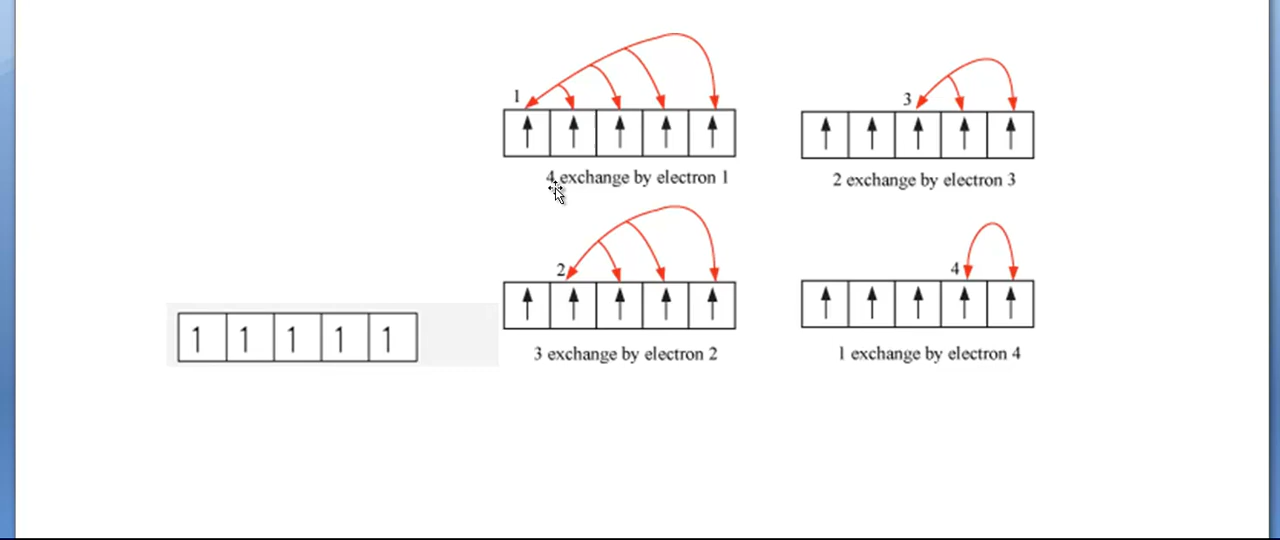 1
4 exchange by electron 1
3
2 exchange by electron 3
2
3 exchange by electron 2
4
1 exchange by electron 4
1 1 1 1 1